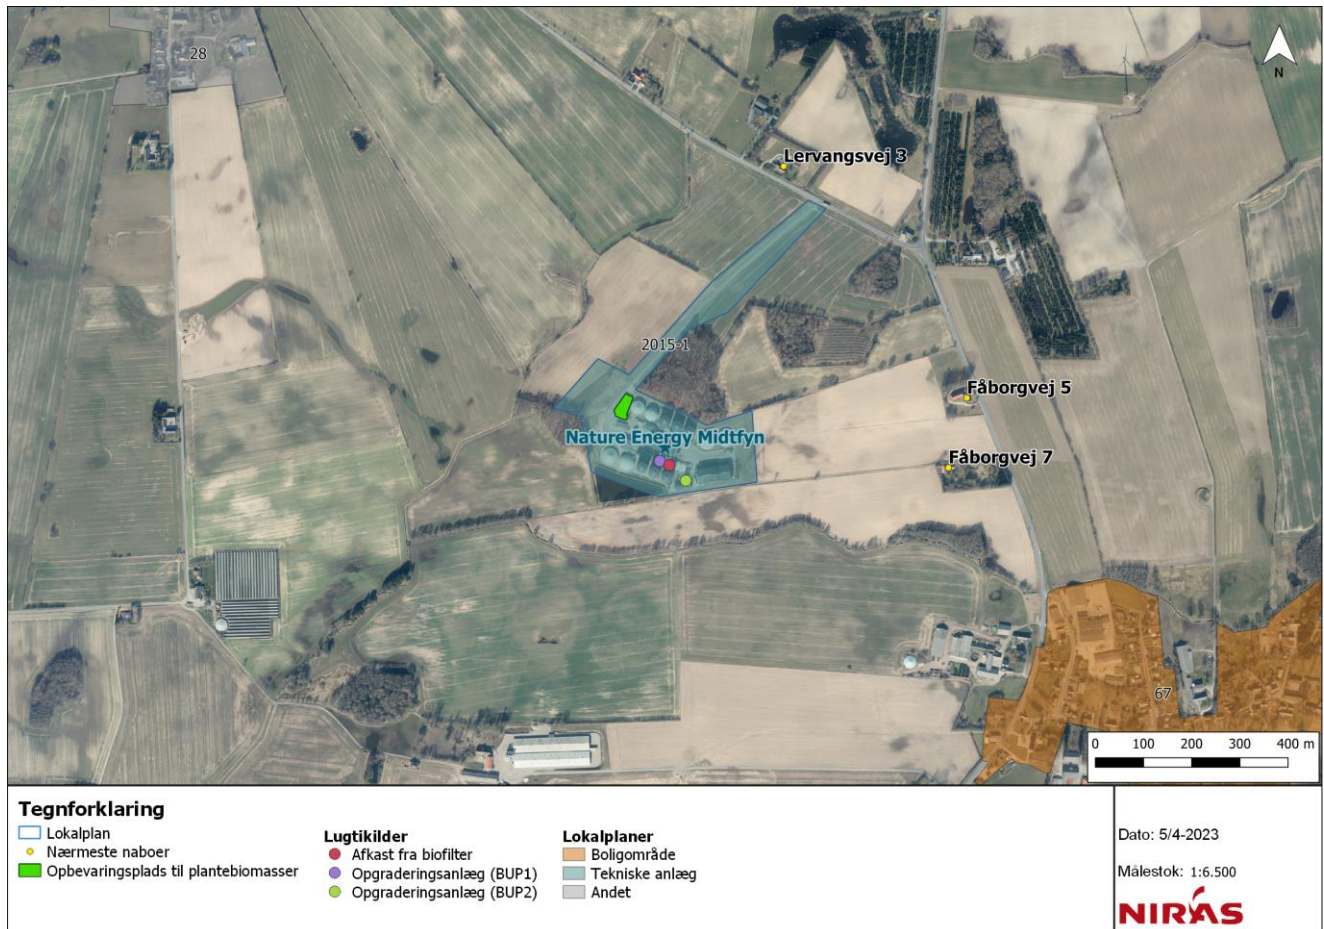 28
N
Lervangsvej 3
2015-1
Fåborgvej 5
Nature Energy Midtfyn
Fåborgvej 7
67
0 100 200 300 400 m
Tegnforklaring
Lokalplan
Nærmeste naboer
Opbevaringsplads til plantebiomasser
Lugtikilder
Afkast fra biofilter
Opgraderingsanlæg (BUP1)
Opgraderingsanlæg (BUP2)
Lokalplaner
Boligområde
Tekniske anlæg
Andet
Dato: 5/4-2023
Målestok: 1:6.500
NIRAS